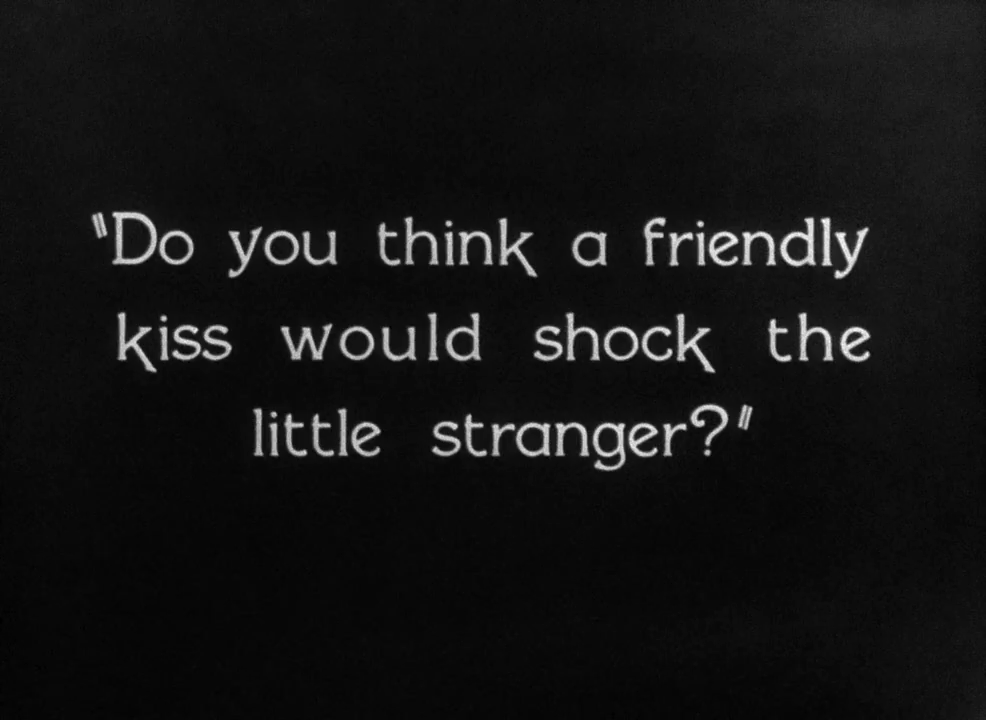 "Do you think a friendly
kiss would shock the
little stranger?"